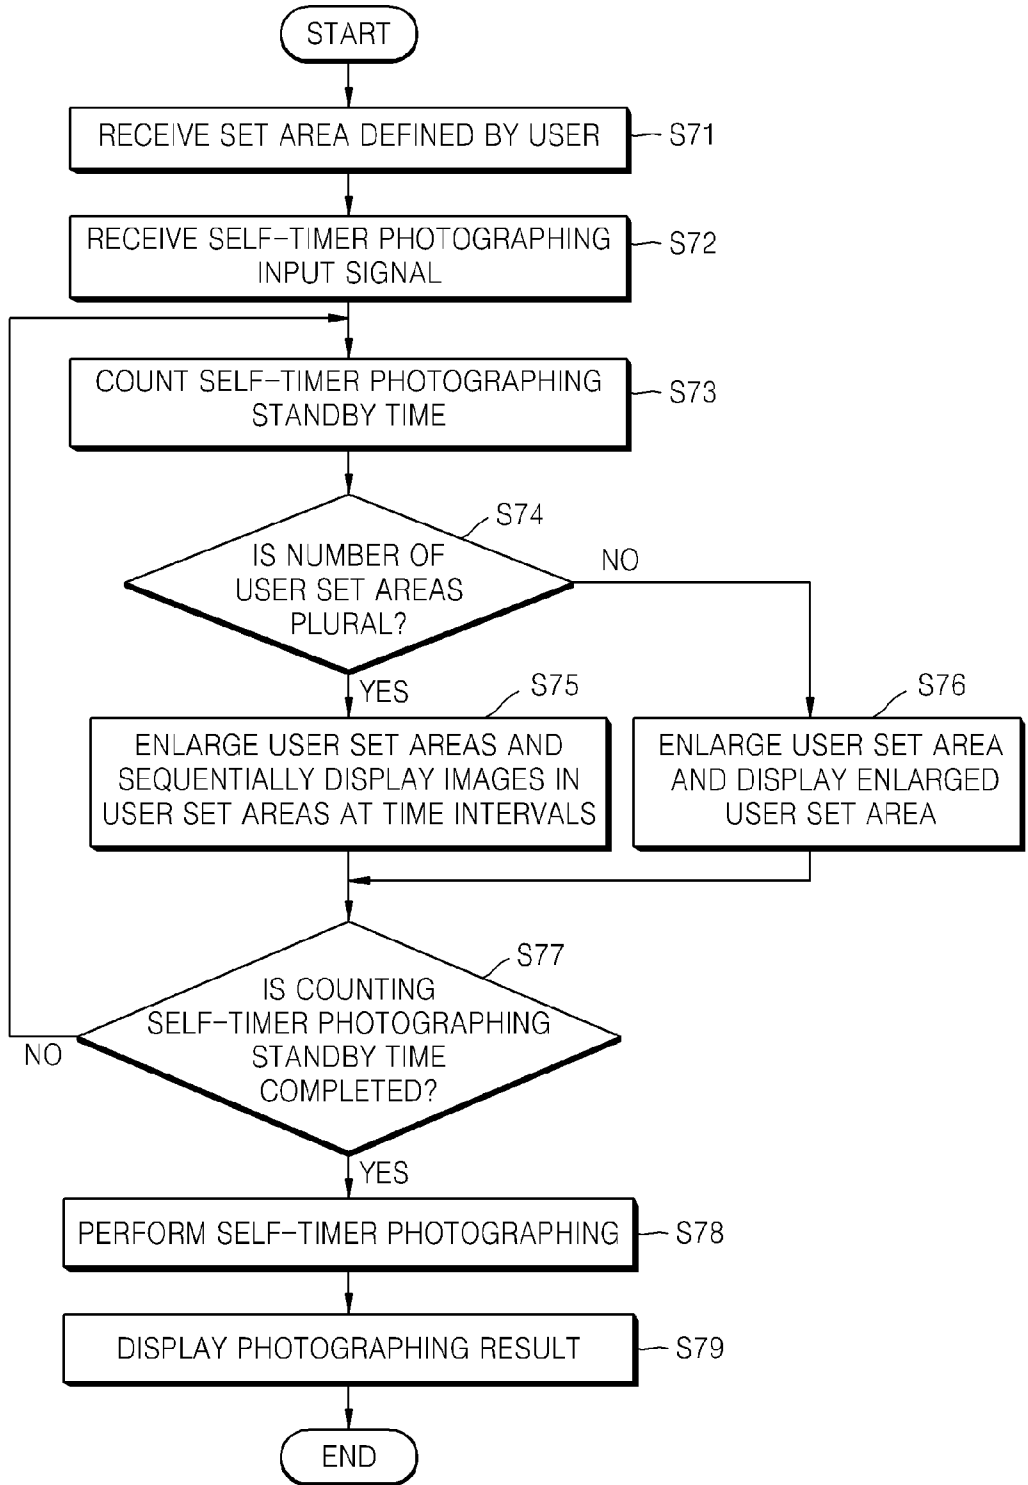 START
RECEIVE SET AREA DEFINED BY USER
S71
RECEIVE SELF-TIMER PHOTOGRAPHING
INPUT SIGNAL
S72
COUNT SELF-TIMER PHOTOGRAPHING
STANDBY TIME
S73
S74
IS NUMBER OF
USER SET AREAS
PLURAL?
NO
YES
S75
ENLARGE USER SET AREAS AND
SEQUENTIALLY DISPLAY IMAGES IN
USER SET AREAS AT TIME INTERVALS
S76
ENLARGE USER SET AREA
AND DISPLAY ENLARGED
USER SET AREA
S77
IS COUNTING
SELF-TIMER PHOTOGRAPHING
STANDBY TIME
COMPLETED?
NO
YES
PERFORM SELF-TIMER PHOTOGRAPHING
S78
DISPLAY PHOTOGRAPHING RESULT
S79
END